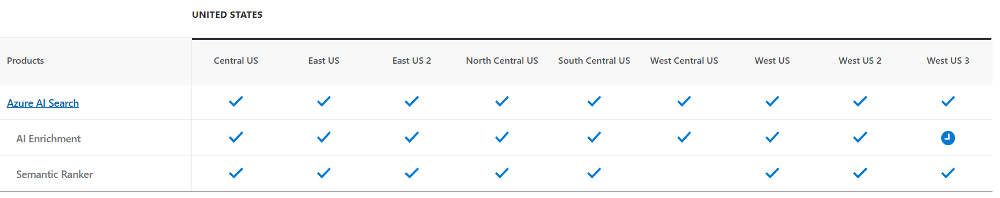 UNITED STATES
Products Central US East US East US 2 North Central US South Central US West Central US West US West US 2 West US 3
Azure AI Search
AI Enrichment
Semantic Ranker